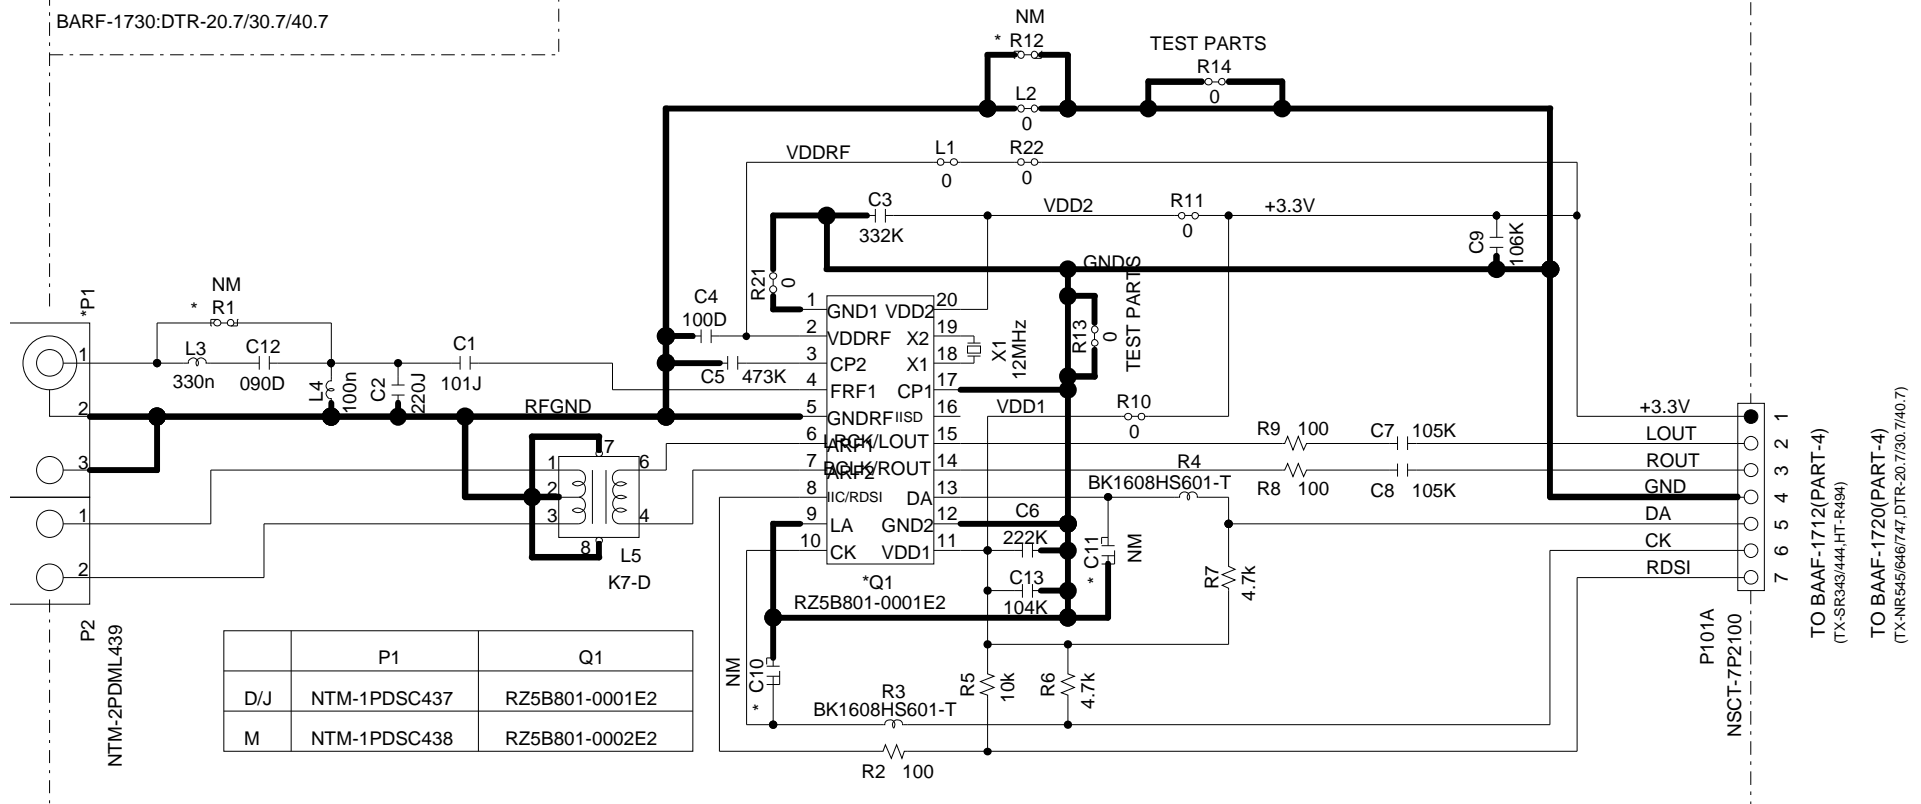 BARF-1730:DTR-20.7/30.7/40.7
NM
* R12
L2
0
TEST PARTS
R14
0
VDDRF
L1
0
R22
0
C3
332K
VDD2
R11
0
+3.3V
C9
106K
R21
0
GNDS
R13
0
TEST PARTS
*P1
NM
* R1
1
L3
330n
C12
090D
L4
100n
C2
220J
C1
101J
C4
100D
C5
473K
2
RFGND
3
1
2
P2
NTM-2PDML439
1
2
3
7
8
6
4
L5
K7-D
1 GND1
2 VDDRF
3 CP2
4 FRF1
5 GNDRF
6 ARF1
7 ARF2
8 IIC/RDSI
9 LA
10 CK
VDD2 20
X2 19
X1 18
CP1 17
IISD 16
LRCK/LOUT 15
BCLK/ROUT 14
DA 13
GND2 12
VDD1 11
*Q1
RZ5B801-0001E2
X1
12MHz
VDD1
R10
0
R9 100
C7 105K
R8 100
C8 105K
R4
BK1608HS601-T
C6
222K
C13
104K
* C11
NM
R7
4.7k
NM
* C10
R5
10k
R6
4.7k
R3
BK1608HS601-T
R2 100
+3.3V 1
LOUT 2
ROUT 3
GND 4
DA 5
CK 6
RDSI 7
P101A
NSCT-7P2100
TO BAAF-1712(PART-4)
(TX-SR343/444,HT-R494)
TO BAAF-1720(PART-4)
(TX-NR545/646/747,DTR-20.7/30.7/40.7)
P1 Q1
D/J NTM-1PDSC437 RZ5B801-0001E2
M NTM-1PDSC438 RZ5B801-0002E2